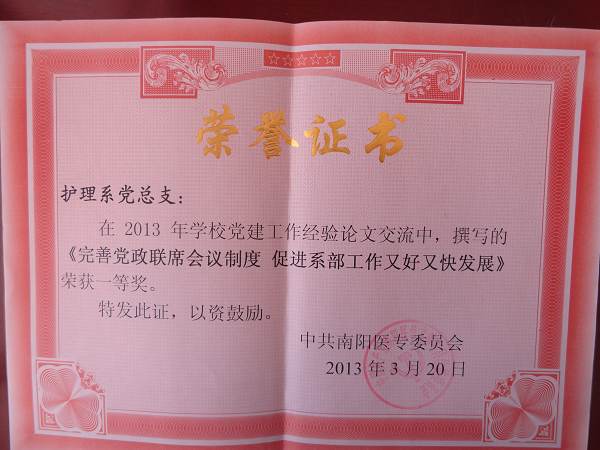 荣誉证书
护理系党总支：
在 2013 年学校党建工作经验论文交流中，撰写的
《完善党政联席会议制度 促进系部工作又好又快发展》
荣获一等奖。
特发此证，以资鼓励。
中共南阳医专委员会
2013 年 3 月 20 日